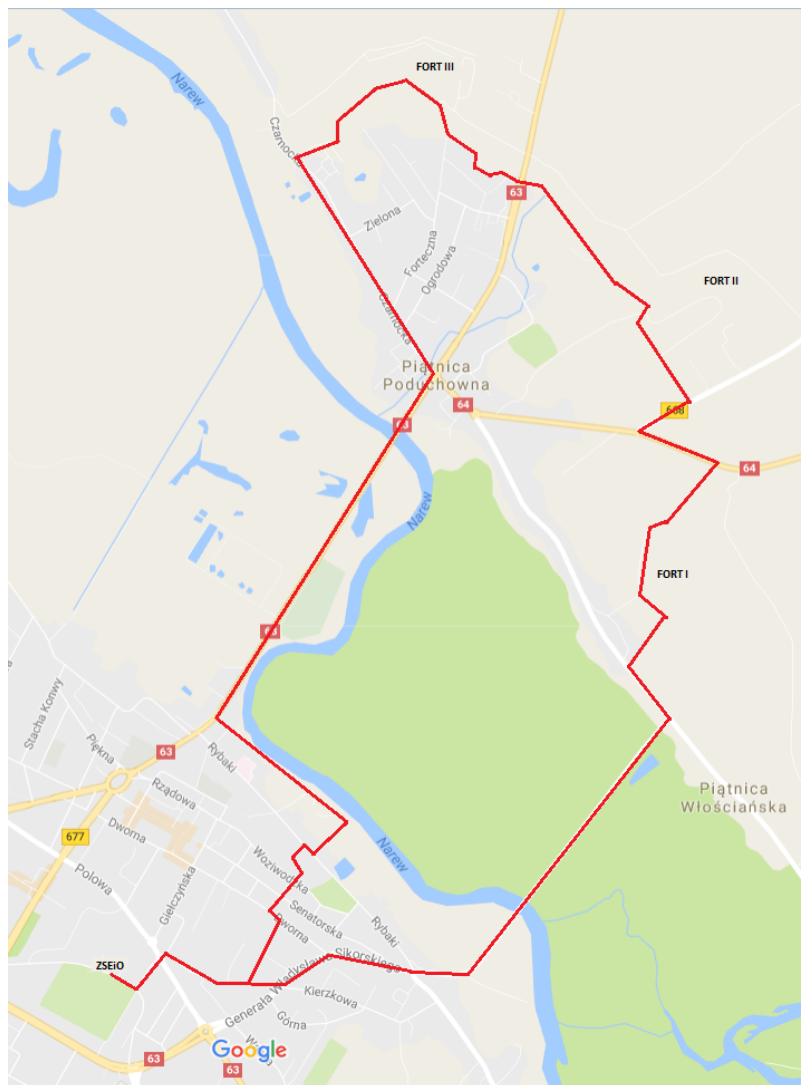 FORT III
Narew
Czarnocka
63
Zielona
Forteczna
Ogrodowa
FORT II
Czarnocka
Piątnica
Poduchowna
64
668
63
64
Narew
FORT I
63
Stacha Konwy
Piękna
63
Rybaki
Rządowa
Piątnica
Włościańska
677
Dworna
Narew
Polowa
Woziwodzka
Giełczyńska
Senatorska
Rybaki
Dworna
ZSEiO
Generała Władysława Sikorskiego
Kierzkowa
Górna
Google
63
63